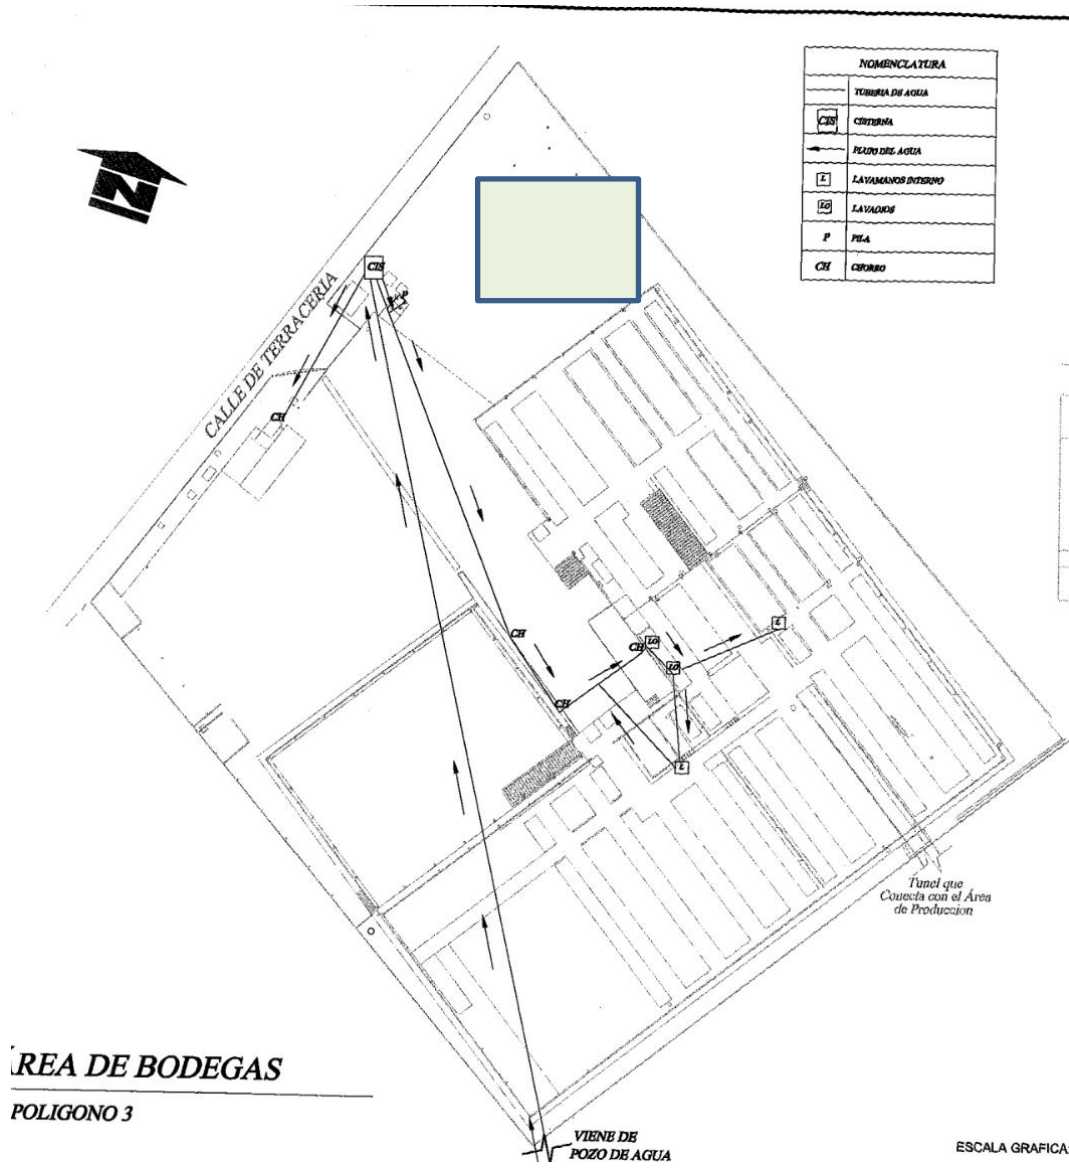 NOMENCLATURA
TUBERIA DE AGUA
CIS CISTERNA
FLUJO DEL AGUA
L LAVAMANOS INTERNO
LO LAVAOJOS
P PILA
CH CHORRO
N
CIS
P
CALLE DE TERRACERIA
CH
CH
CH LO
L
LO
CH
L
Tunel que
Conecta con el Área
de Produccion
ÁREA DE BODEGAS
POLIGONO 3
VIENE DE
POZO DE AGUA
ESCALA GRAFICA: